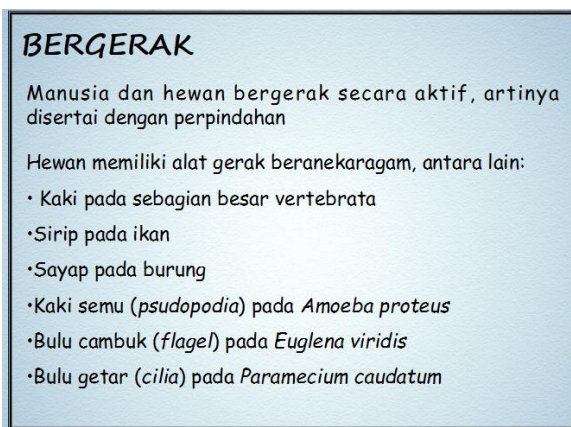 BERGERAK
Manusia dan hewan bergerak secara aktif, artinya
disertai dengan perpindahan
Hewan memiliki alat gerak beranekaragam, antara lain:
• Kaki pada sebagian besar vertebrata
•Sirip pada ikan
•Sayap pada burung
•Kaki semu (psudopodia) pada Amoeba proteus
•Bulu cambuk (flagel) pada Euglena viridis
•Bulu getar (cilia) pada Paramecium caudatum